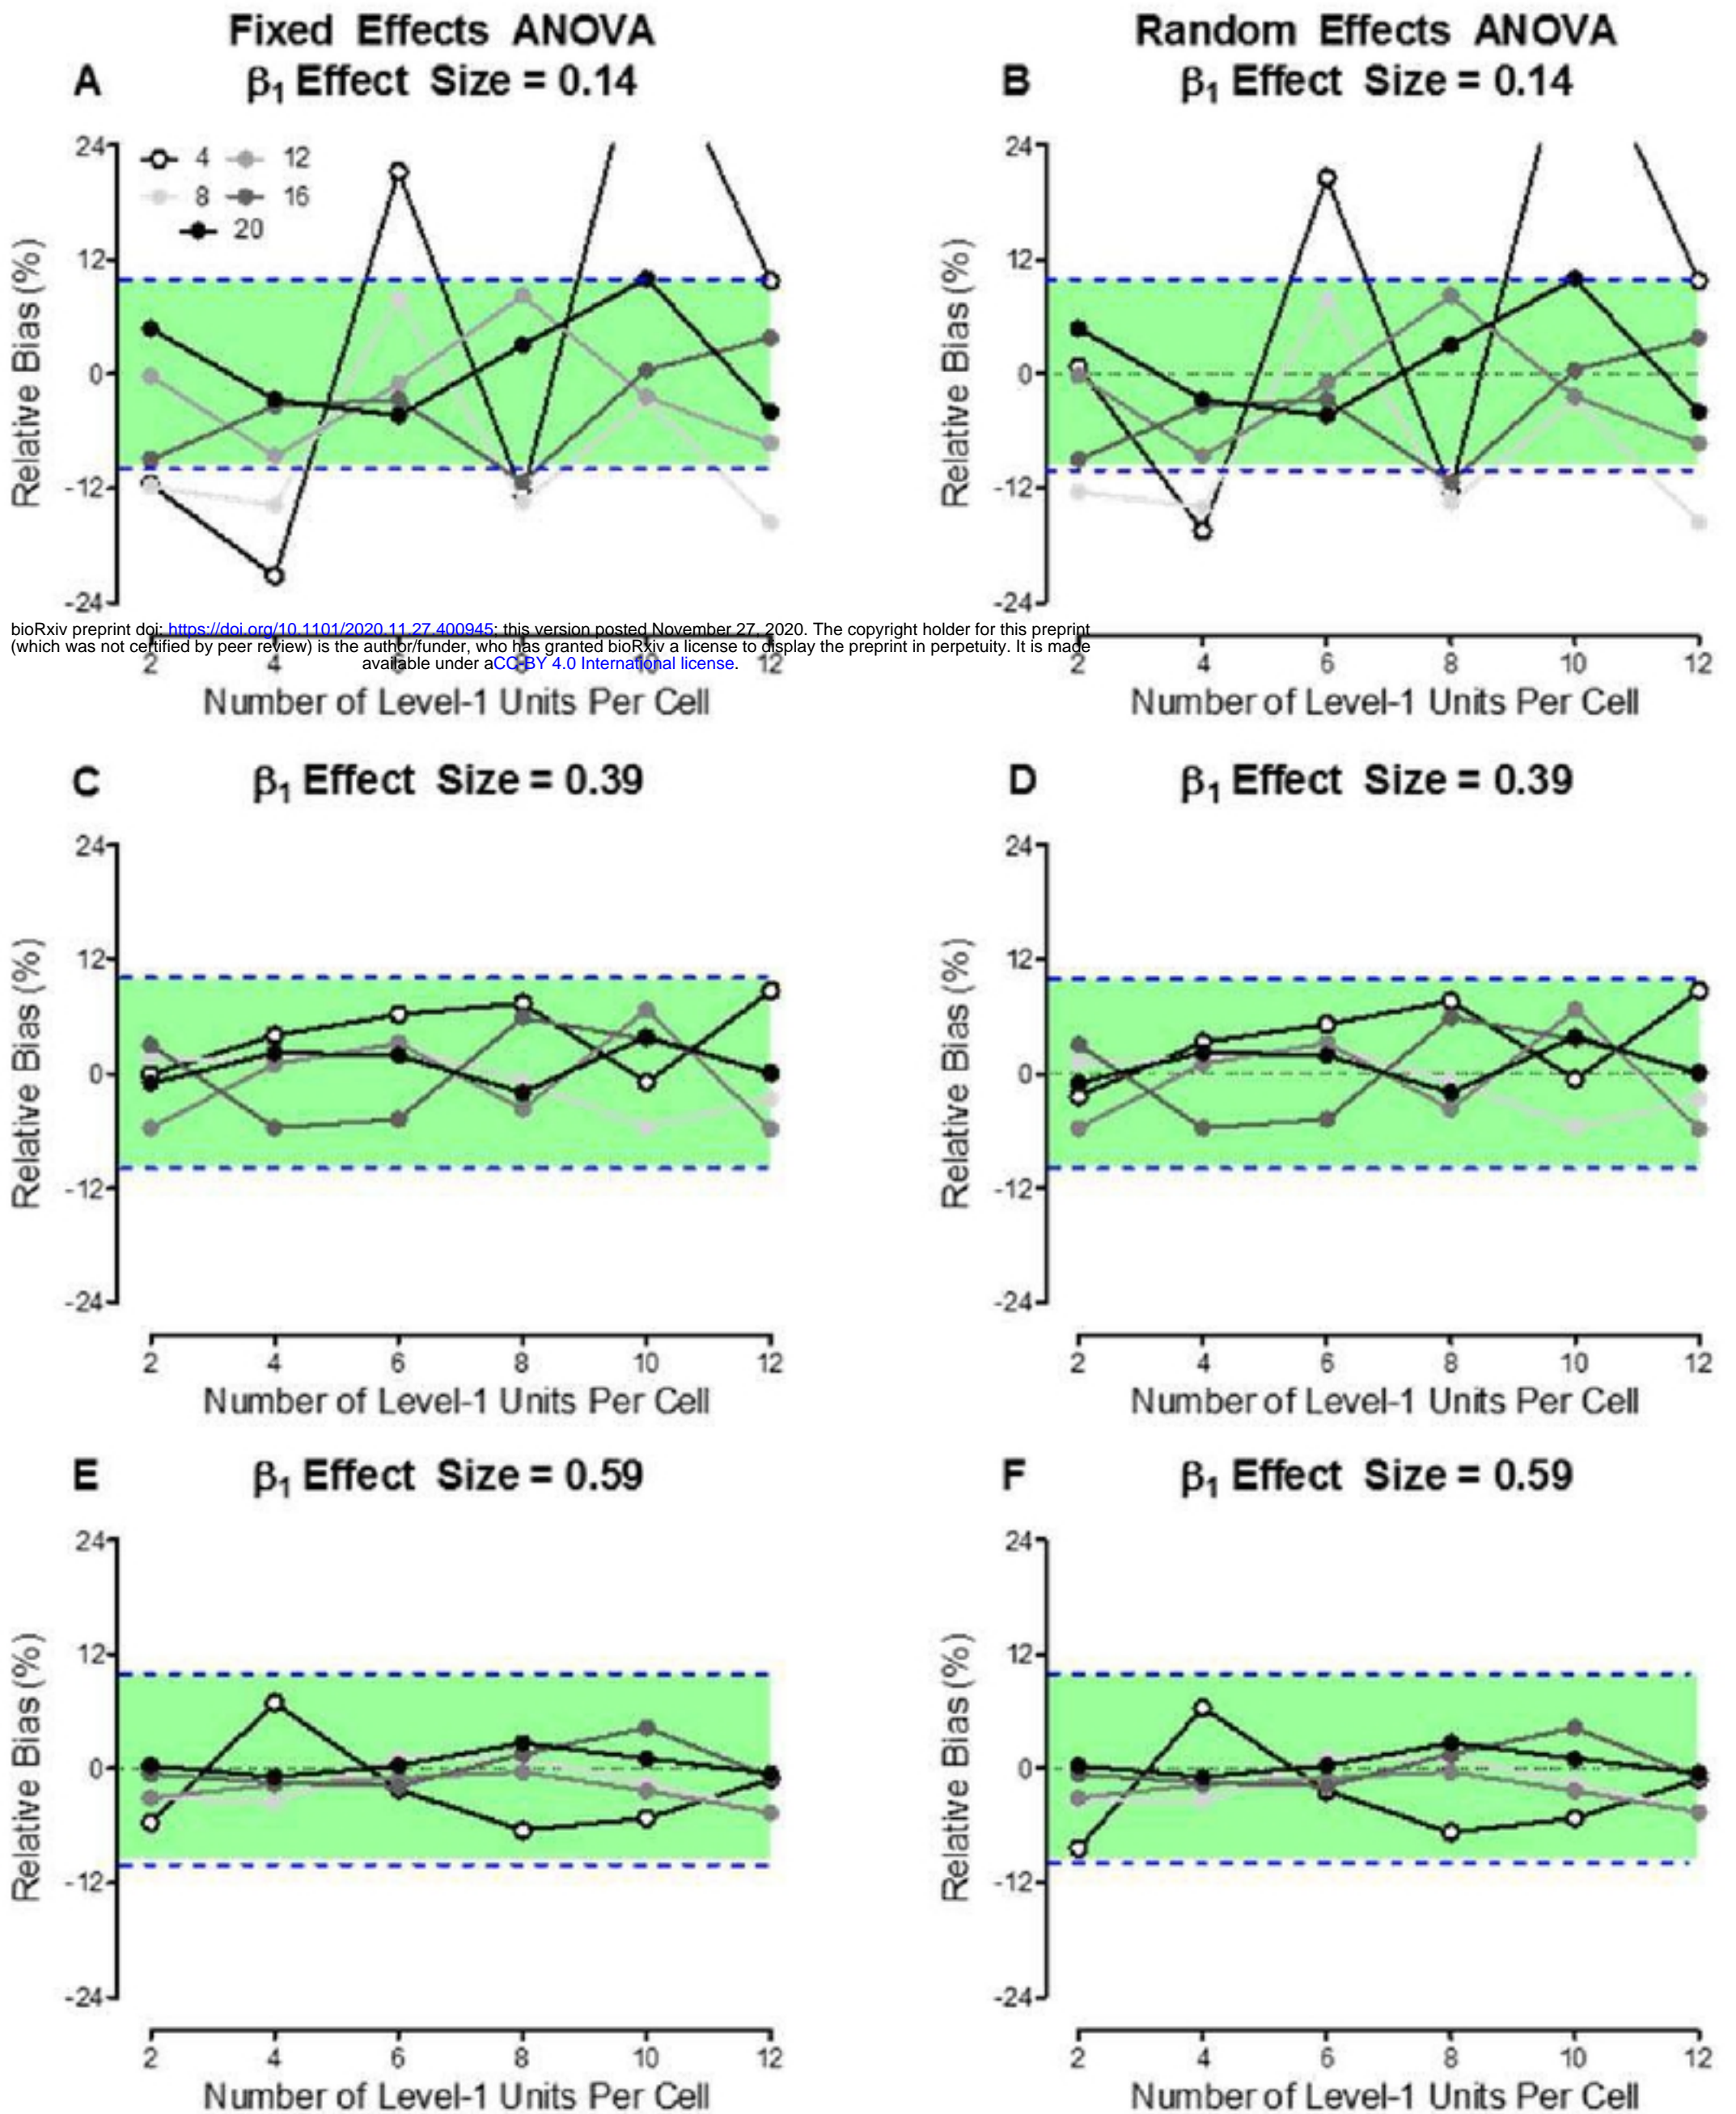 Fixed Effects ANOVA
Random Effects ANOVA
A
β1 Effect Size = 0.14
B
β1 Effect Size = 0.14
Relative Bias (%)
24
12
0
-12
-24
4
12
8
16
20
Relative Bias (%)
24
12
0
-12
-24
bioRxiv preprint doi: https://doi.org/10.1101/2020.11.27.400945; this version posted November 27, 2020. The copyright holder for this preprint
(which was not certified by peer review) is the author/funder, who has granted bioRxiv a license to display the preprint in perpetuity. It is made
available under aCC-BY 4.0 International license.
2 4 6 8 10 12
Number of Level-1 Units Per Cell
2 4 6 8 10 12
Number of Level-1 Units Per Cell
C
β1 Effect Size = 0.39
D
β1 Effect Size = 0.39
Relative Bias (%)
24
12
0
-12
-24
2 4 6 8 10 12
Number of Level-1 Units Per Cell
Relative Bias (%)
24
12
0
-12
-24
2 4 6 8 10 12
Number of Level-1 Units Per Cell
E
β1 Effect Size = 0.59
F
β1 Effect Size = 0.59
Relative Bias (%)
24
12
0
-12
-24
2 4 6 8 10 12
Number of Level-1 Units Per Cell
Relative Bias (%)
24
12
0
-12
-24
2 4 6 8 10 12
Number of Level-1 Units Per Cell